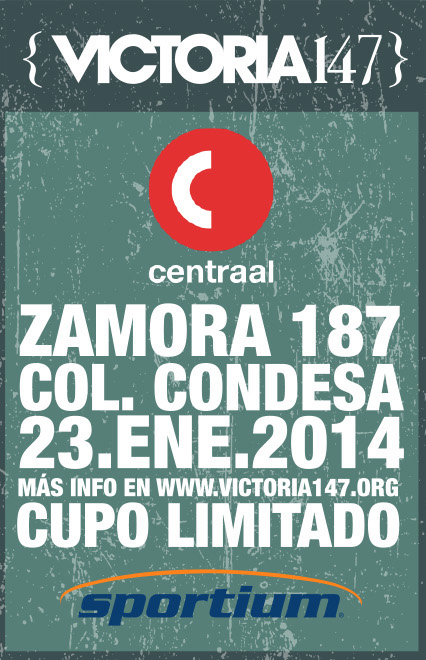 {VICTORIA147}
centraal
ZAMORA 187
COL. CONDESA
23.ENE.2014
MÁS INFO EN WWW.VICTORIA147.ORG
CUPO LIMITADO
sportium